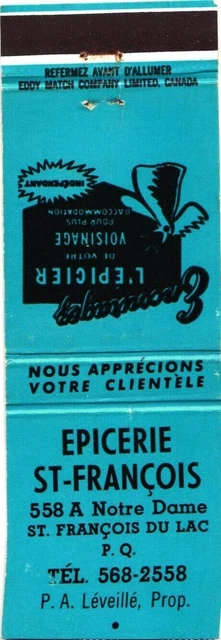 REFERMEZ AVANT D'ALLUMER
EDDY MATCH COMPANY LIMITED, CANADA
Encouragez
L'ÉPICIER
DE VOTRE
VOISINAGE
POUR PLUS
D'ACCOMMODATION
INDÉPENDANT
NOUS APPRÉCIONS
VOTRE CLIENTÈLE
EPICERIE
ST-FRANÇOIS
558 A Notre Dame
ST. FRANÇOIS DU LAC
P. Q.
TÉL. 568-2558
P. A. Léveillé, Prop.